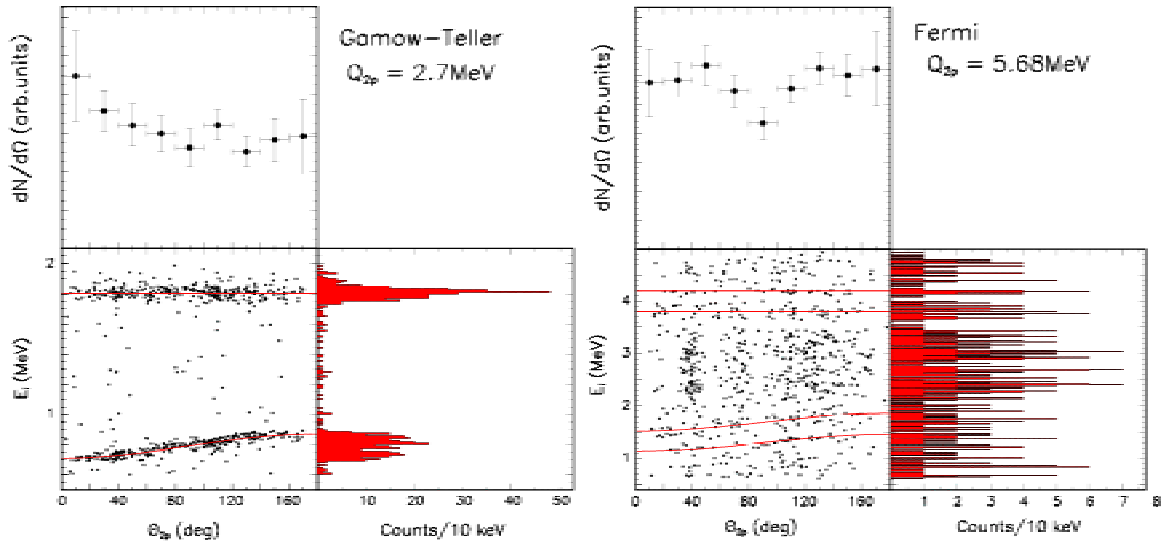 Gamow-Teller
Q2p = 2.7MeV
dN/dΩ (arb.units)
2
1
Ei (MeV)
0 40 80 120 160
Θ2p (deg)
10 20 30 40 50
Counts/10 keV
Fermi
Q2p = 5.68MeV
dN/dΩ (arb.units)
4
3
2
1
Ei (MeV)
0 40 80 120 160
Θ2p (deg)
1 2 3 4 5 6 7 8
Counts/10 keV